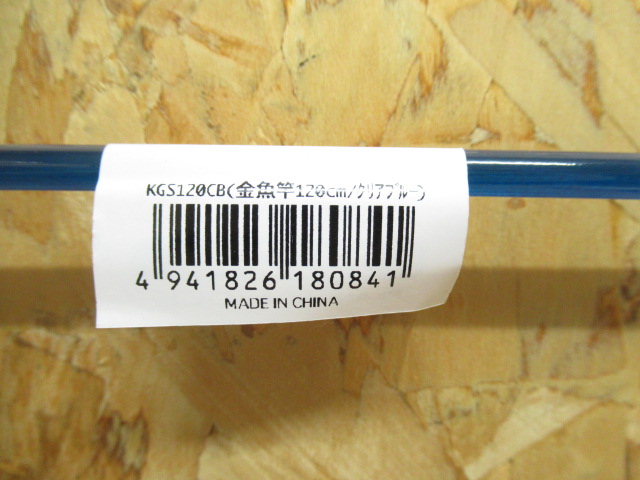 KGS120CB(金魚竿120cm/ｸﾘｱﾌﾞﾙｰ)
4 941826 180841
MADE IN CHINA